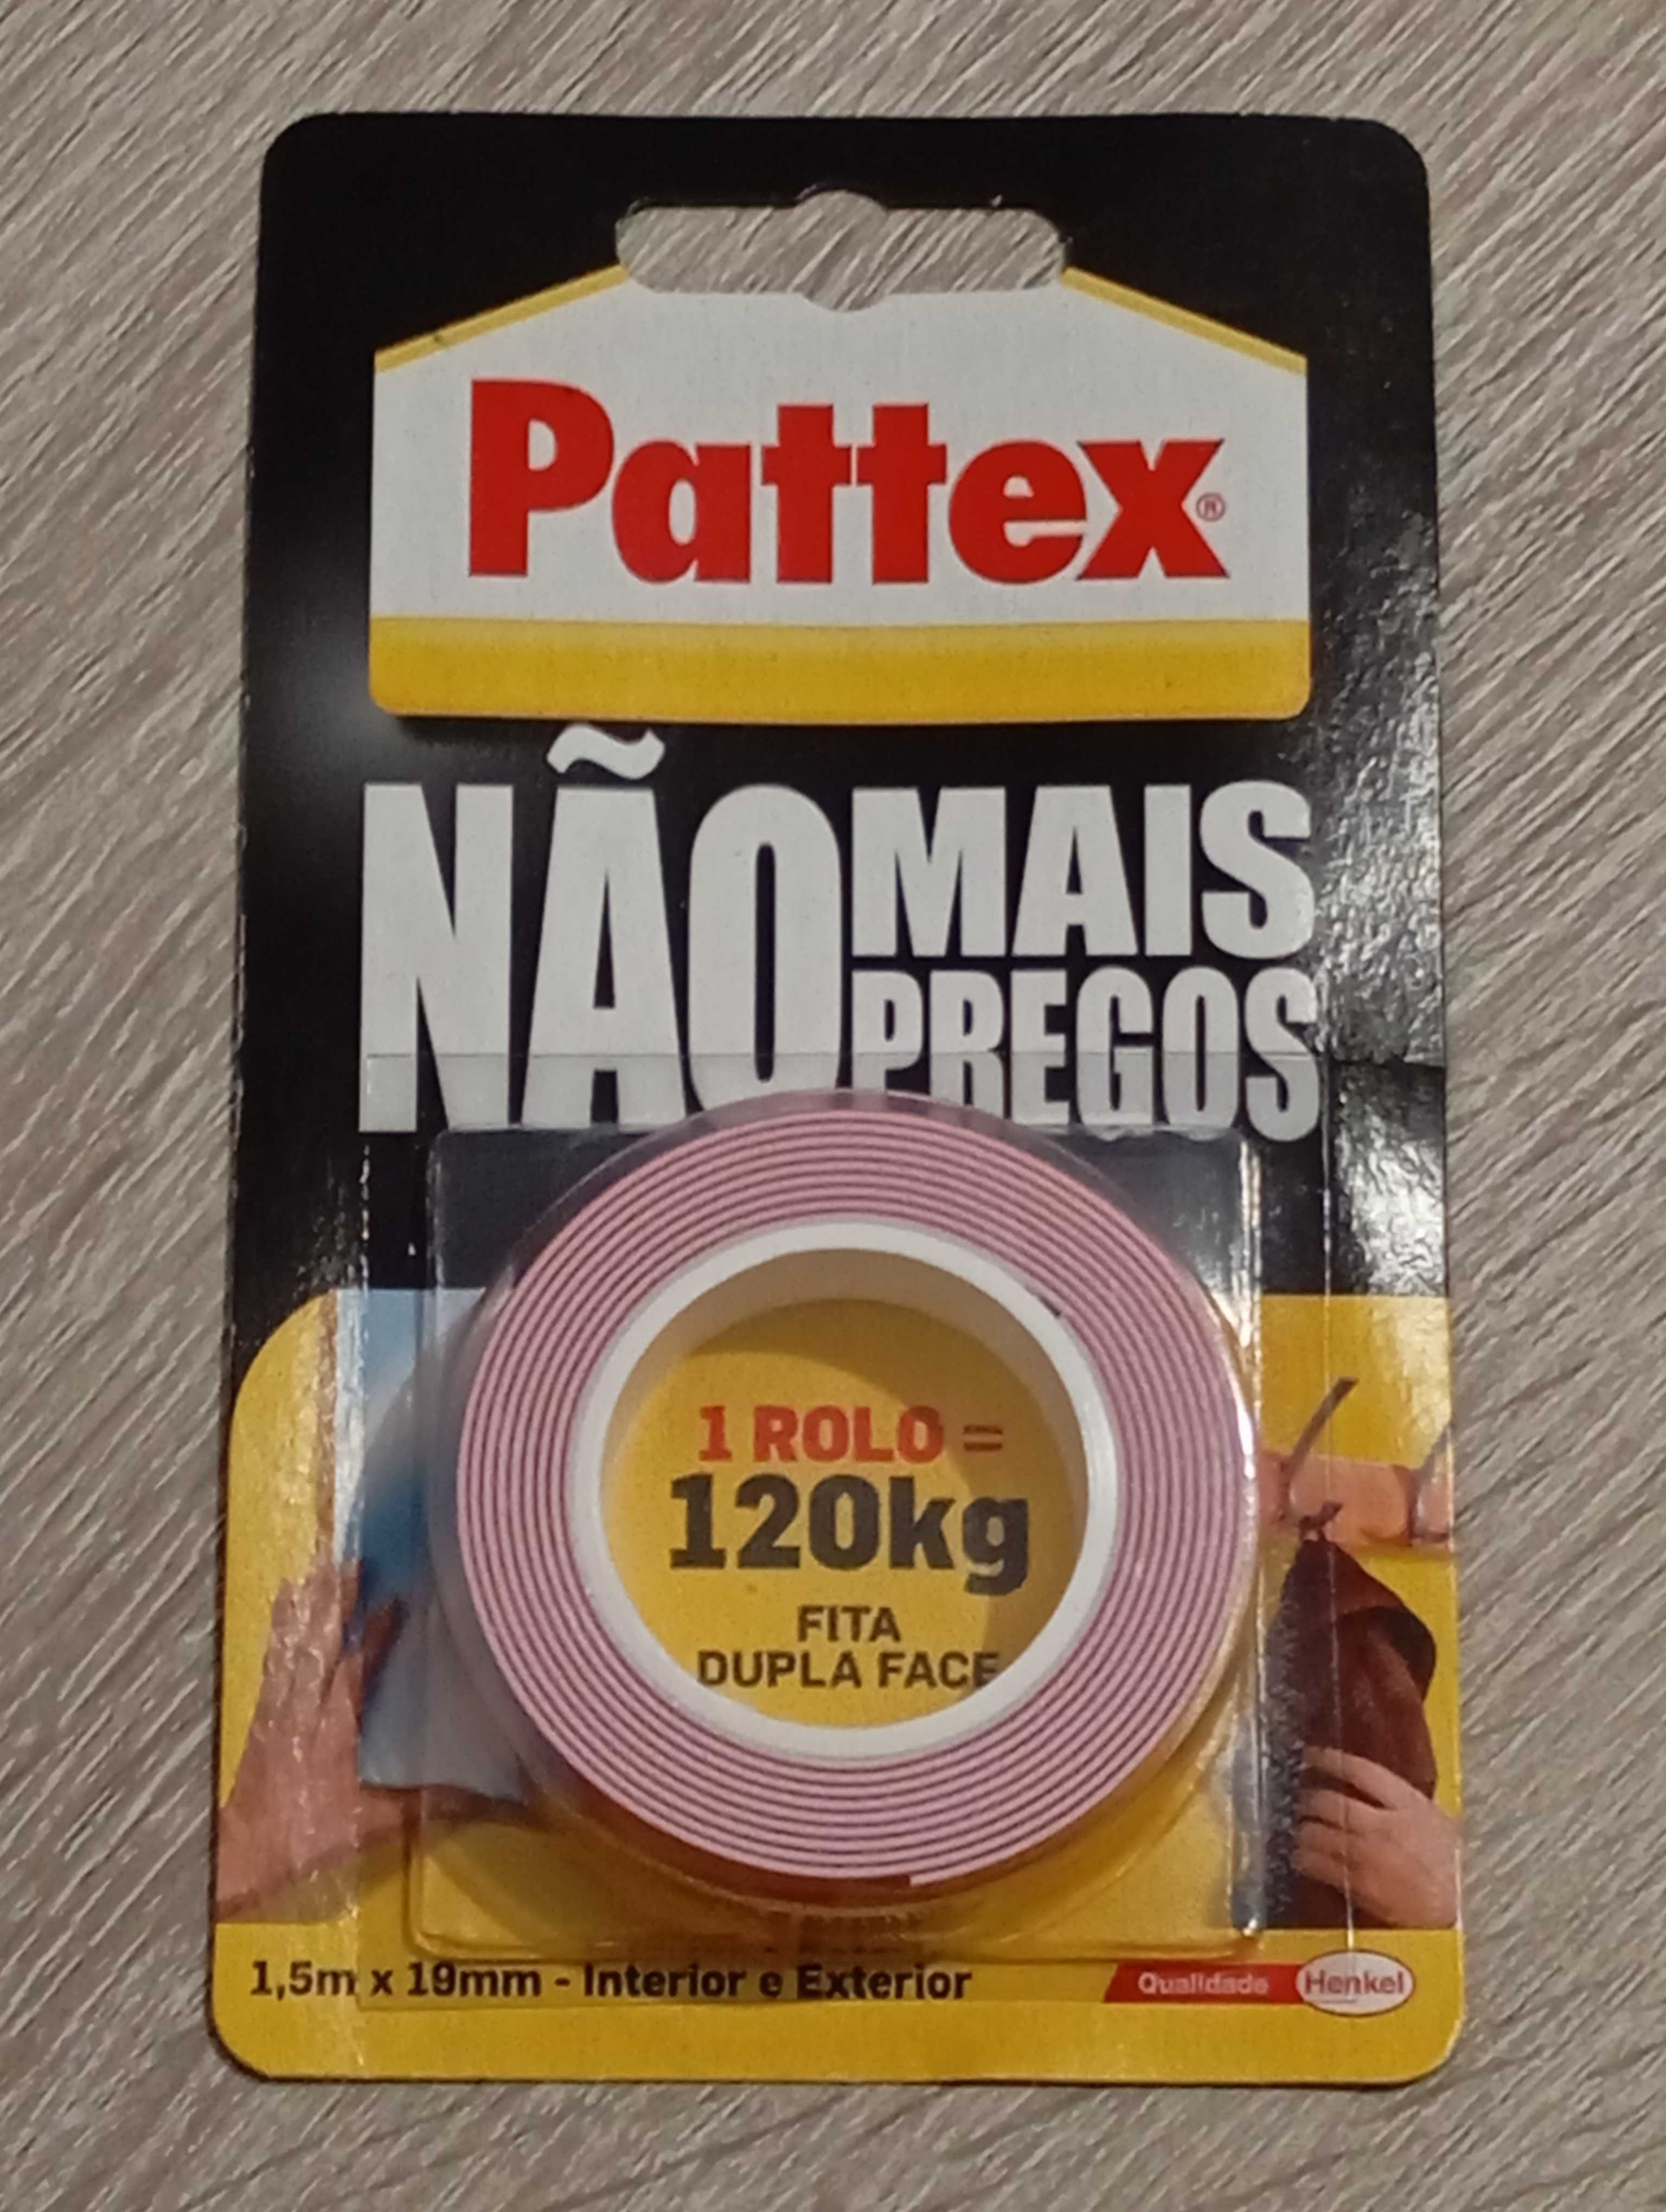 Pattex®
NÃO MAIS
PREGOS
1 ROLO =
120kg
FITA
DUPLA FACE
1,5m x 19mm - Interior e Exterior
Qualidade Henkel